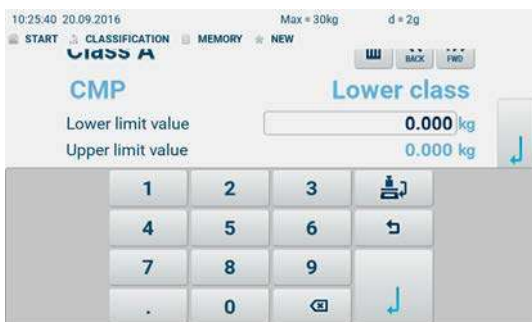 10:25:40 20.09.2016 Max = 30kg d = 2g
START CLASSIFICATION MEMORY NEW
Class A BACK FWD
CMP Lower class
Lower limit value 0.000 kg
Upper limit value 0.000 kg
1 2 3
4 5 6
7 8 9
. 0